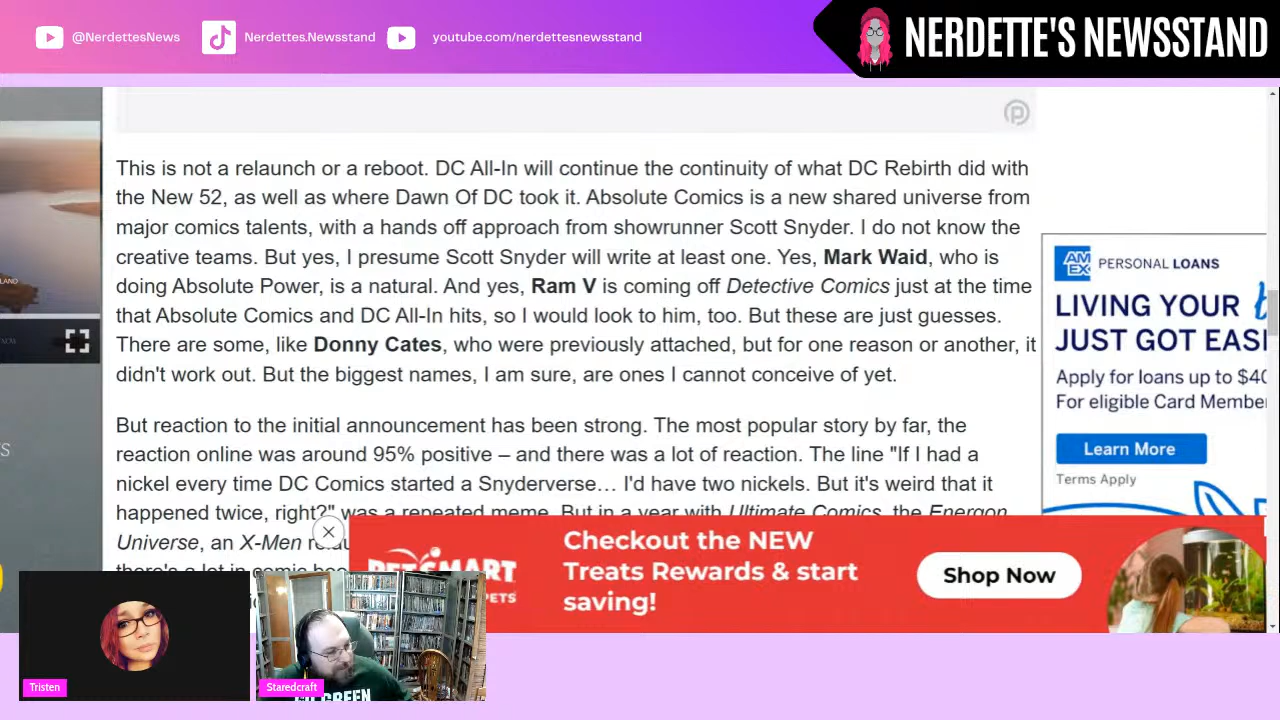 @NerdettesNews
Nerdettes.Newsstand
youtube.com/nerdettesnewsstand
NERDETTE'S NEWSSTAND
This is not a relaunch or a reboot. DC All-In will continue the continuity of what DC Rebirth did with
the New 52, as well as where Dawn Of DC took it. Absolute Comics is a new shared universe from
major comics talents, with a hands off approach from showrunner Scott Snyder. I do not know the
creative teams. But yes, I presume Scott Snyder will write at least one. Yes, Mark Waid, who is
doing Absolute Power, is a natural. And yes, Ram V is coming off Detective Comics just at the time
that Absolute Comics and DC All-In hits, so I would look to him, too. But these are just guesses.
There are some, like Donny Cates, who were previously attached, but for one reason or another, it
didn't work out. But the biggest names, I am sure, are ones I cannot conceive of yet.
But reaction to the initial announcement has been strong. The most popular story by far, the
reaction online was around 95% positive – and there was a lot of reaction. The line "If I had a
nickel every time DC Comics started a Snyderverse… I'd have two nickels. But it's weird that it
happened twice, right?" was a repeated meme. But in a year with Ultimate Comics, the Energon
Universe, an X-Men
there's a lot in comic
AM
EX
PERSONAL LOANS
LIVING YOUR
JUST GOT EAS
Apply for loans up to $40
For eligible Card Membe
Learn More
Terms Apply
Checkout the NEW
Treats Rewards & start
saving!
Shop Now
Tristen
Staredcraft